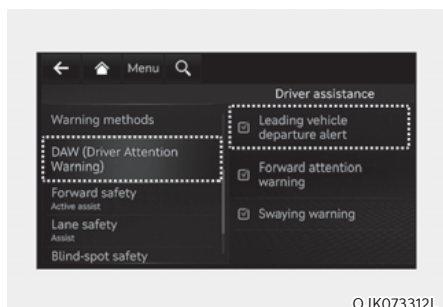 Menu
Driver assistance
Warning methods
DAW (Driver Attention
Warning)
Forward safety
Active assist
Lane safety
Assist
Blind-spot safety
Leading vehicle
departure alert
Forward attention
warning
Swaying warning
OJK073312L